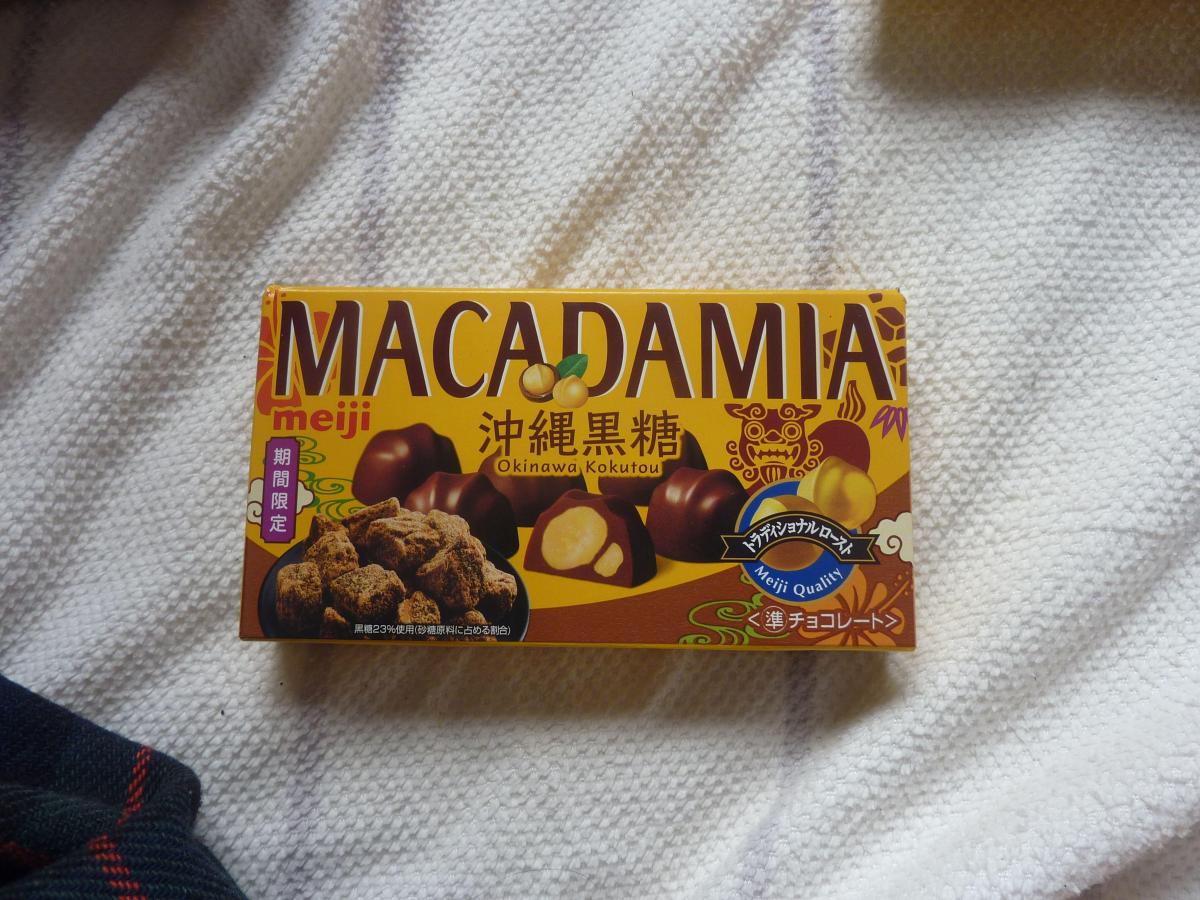 MACADAMIA
meiji
沖縄黒糖
Okinawa Kokutou
期間限定
トラディショナルロースト
Meiji Quality
黒糖23%使用(砂糖原料に占める割合)
<準チョコレート>